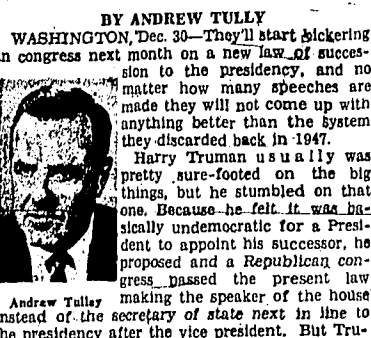 BY ANDREW TULLY
WASHINGTON, Dec. 30—They'll start bickering
in congress next month on a new law of succes-
sion to the presidency, and no
matter how many speeches are
made they will not come up with
anything better than the system
they discarded back in 1947.
Harry Truman usually was
pretty sure-footed on the big
things, but he stumbled on that
one. Because he felt it was ba-
sically undemocratic for a Presi-
dent to appoint his successor, he
proposed and a Republican con-
gress passed the present law
making the speaker of the house
Andrew Tulley
instead of the secretary of state next in line to
the presidency after the vice president. But Tru-